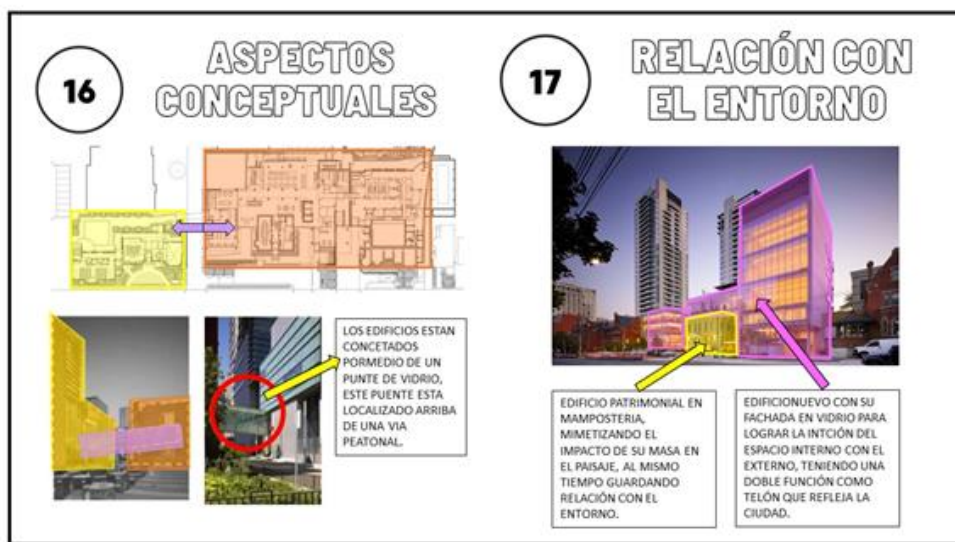 16
ASPECTOS
CONCEPTUALES
LOS EDIFICIOS ESTAN
CONCETADOS
PORMEDIO DE UN
PUNTE DE VIDRIO,
ESTE PUENTE ESTA
LOCALIZADO ARRIBA
DE UNA VIA
PEATONAL.
17
RELACIÓN CON
EL ENTORNO
EDIFICIO PATRIMONIAL EN
MAMPOSTERIA,
MIMETIZANDO EL
IMPACTO DE SU MASA EN
EL PAISAJE, AL MISMO
TIEMPO GUARDANDO
RELACIÓN CON EL
ENTORNO.
EDIFICIONUEVO CON SU
FACHADA EN VIDRIO PARA
LOGRAR LA INTCIÓN DEL
ESPACIO INTERNO CON EL
EXTERNO, TENIENDO UNA
DOBLE FUNCIÓN COMO
TELÓN QUE REFLEJA LA
CIUDAD.